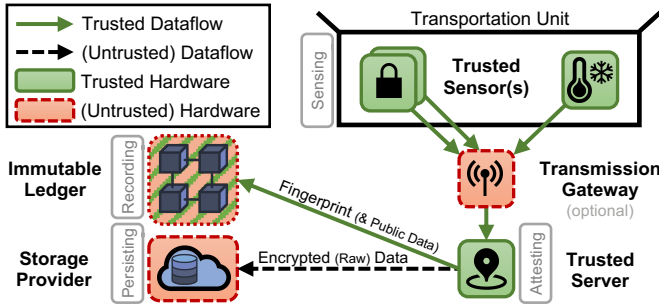 Trusted Dataflow
(Untrusted) Dataflow
Trusted Hardware
(Untrusted) Hardware
Transportation Unit
Sensing
Trusted
Sensor(s)
Immutable
Ledger
Recording
Transmission
Gateway
(optional)
Fingerprint (& Public Data)
Storage
Provider
Persisting
Encrypted (Raw) Data
Attesting
Trusted
Server